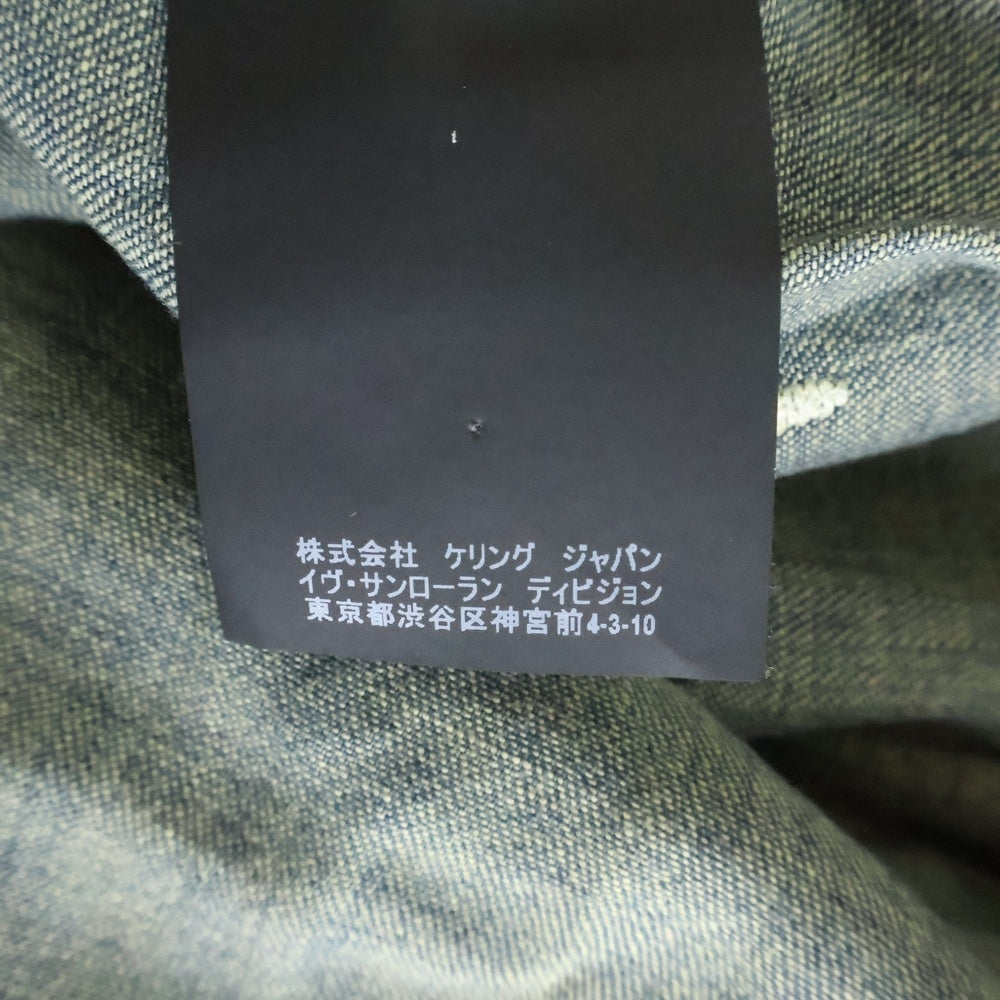 株式会社 ケリング ジャパン
イヴ・サンローラン ディビジョン
東京都渋谷区神宮前4-3-10